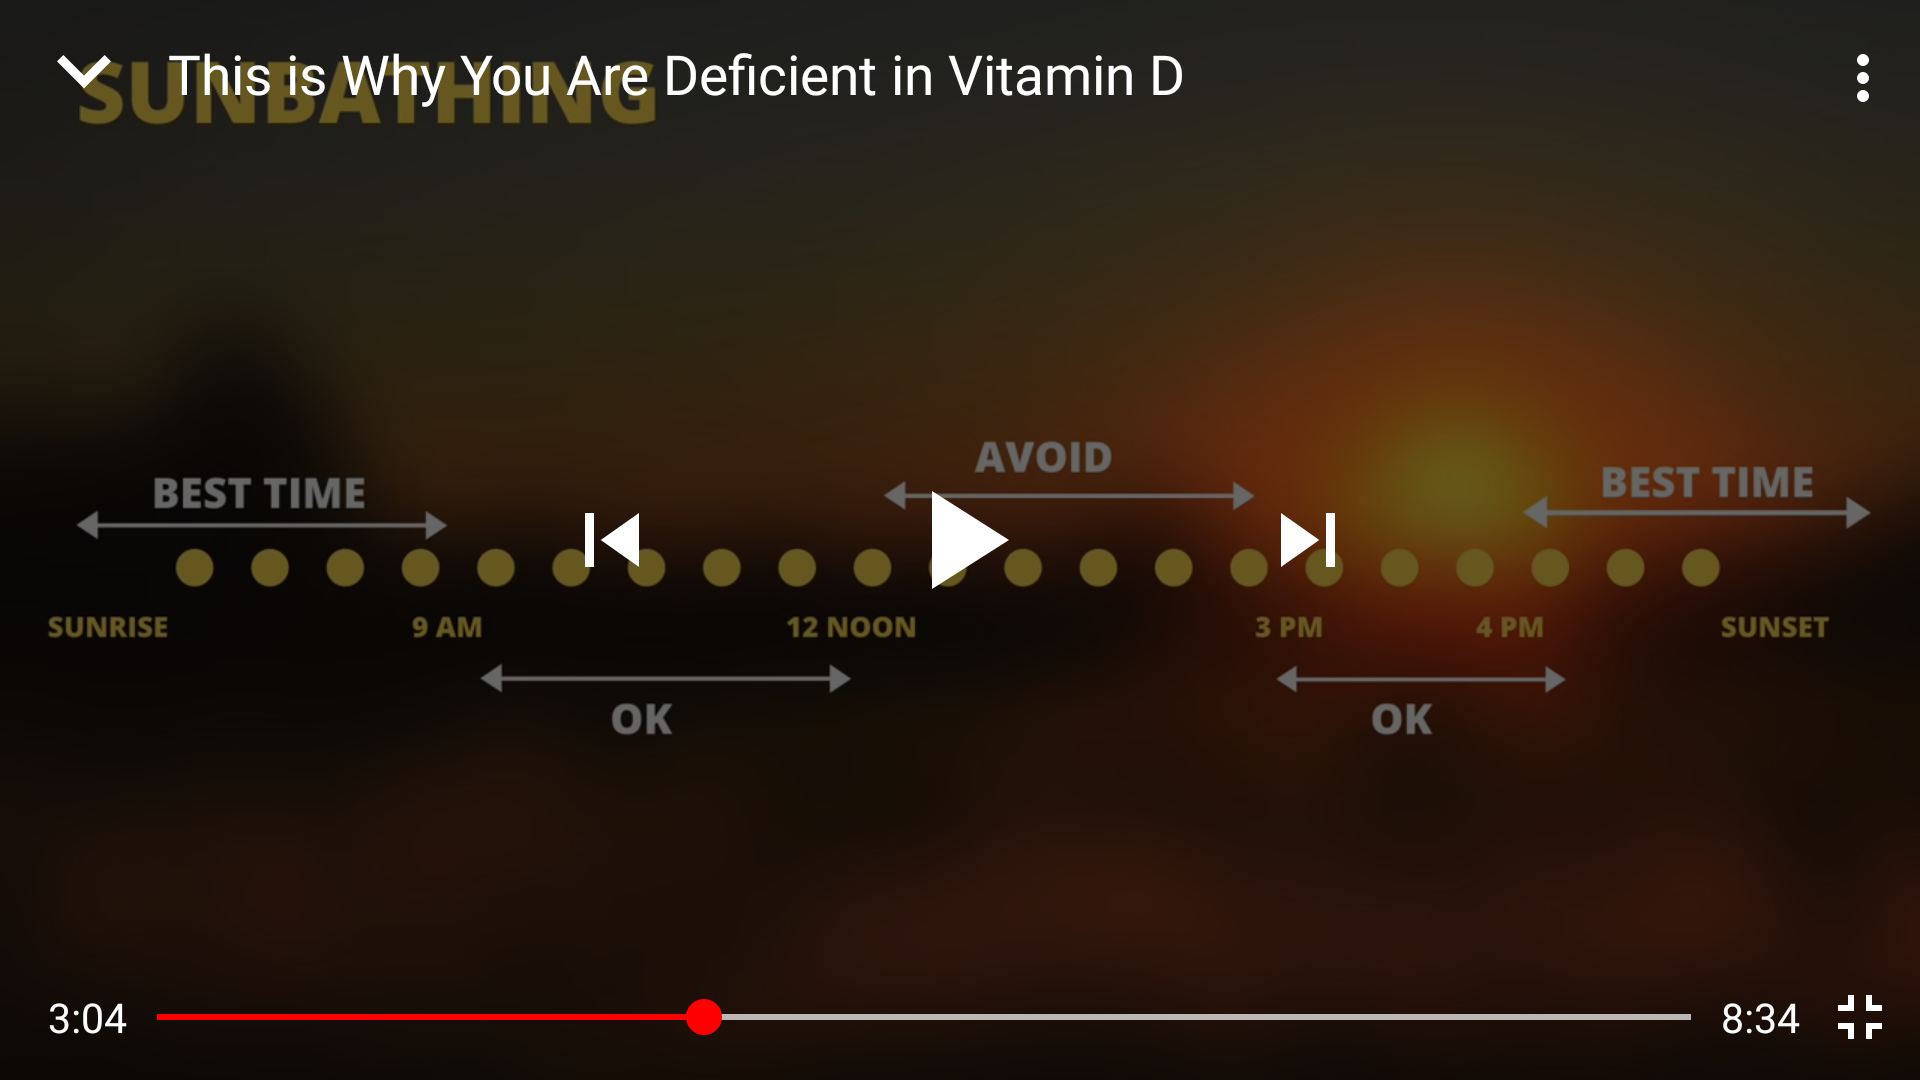 This is Why You Are Deficient in Vitamin D
SUNBATHING
AVOID
BEST TIME
BEST TIME
SUNRISE
9 AM
12 NOON
3 PM
4 PM
SUNSET
OK
OK
3:04
8:34